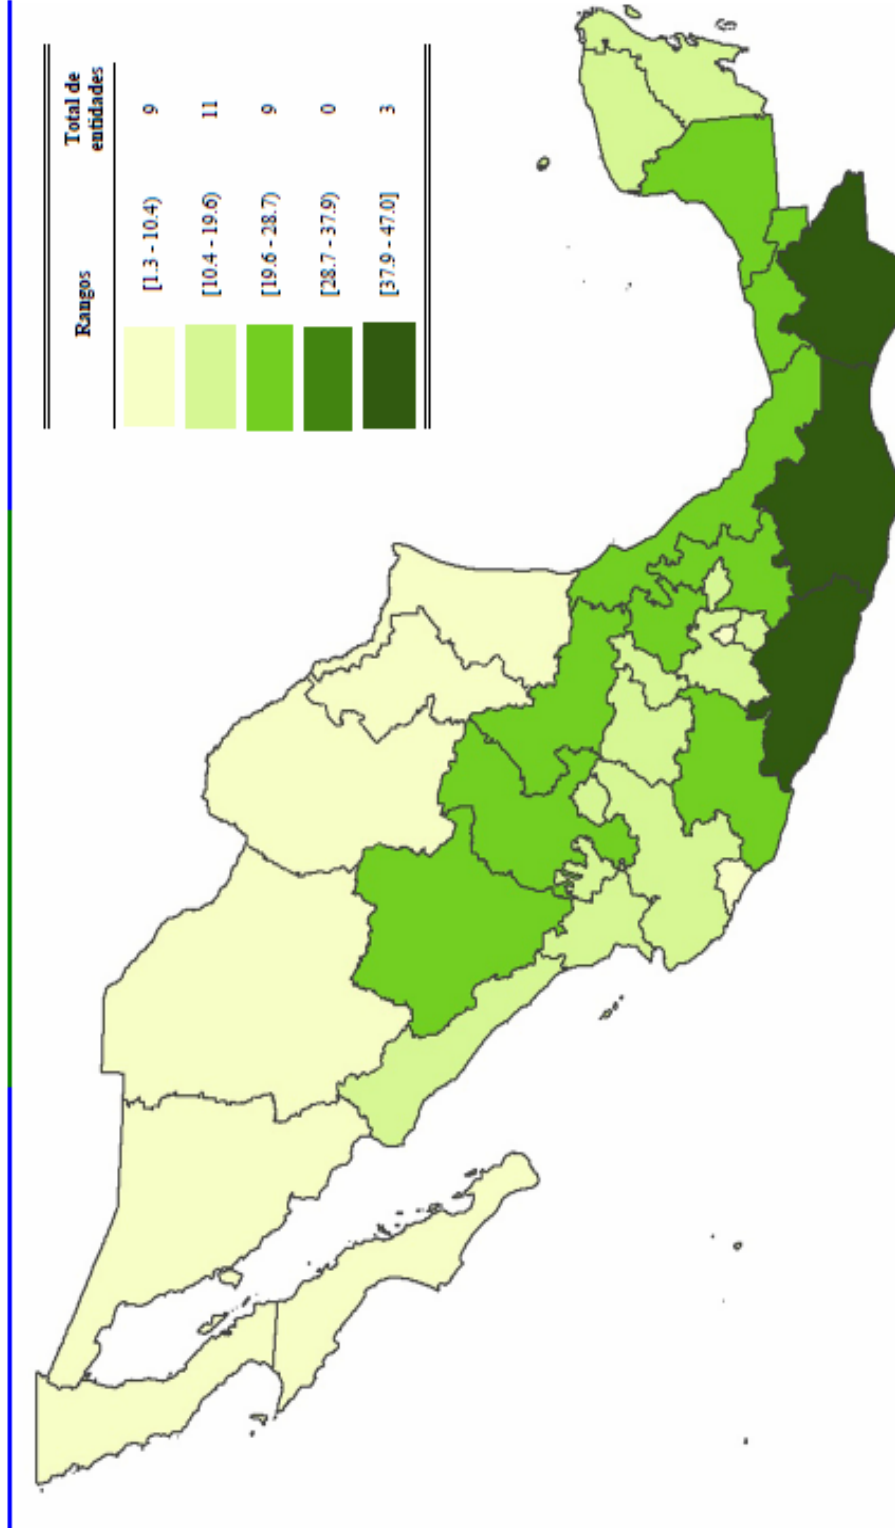 Rangos Total de
entidades
[1.3 - 10.4) 9
[10.4 - 19.6) 11
[19.6 - 28.7) 9
[28.7 - 37.9) 0
[37.9 - 47.0] 3